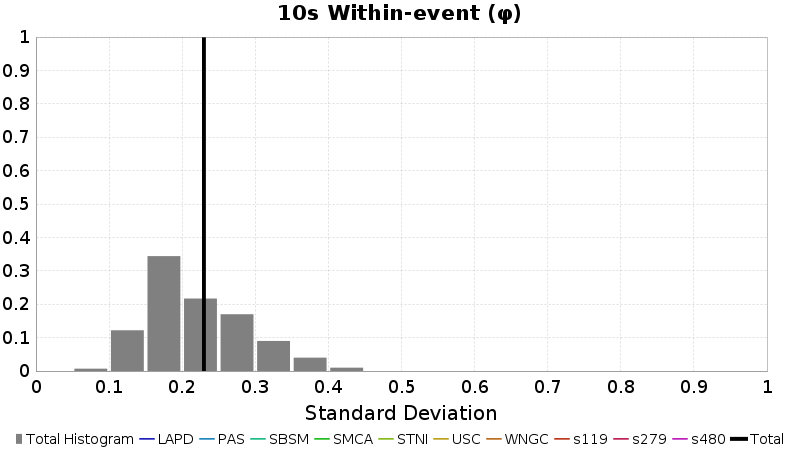 10s Within-event (φ)
1
0.9
0.8
0.7
0.6
0.5
0.4
0.3
0.2
0.1
0
0 0.1 0.2 0.3 0.4 0.5 0.6 0.7 0.8 0.9 1
Standard Deviation
Total Histogram LAPD PAS SBSM SMCA STNI USC WNGC s119 s279 s480 Total